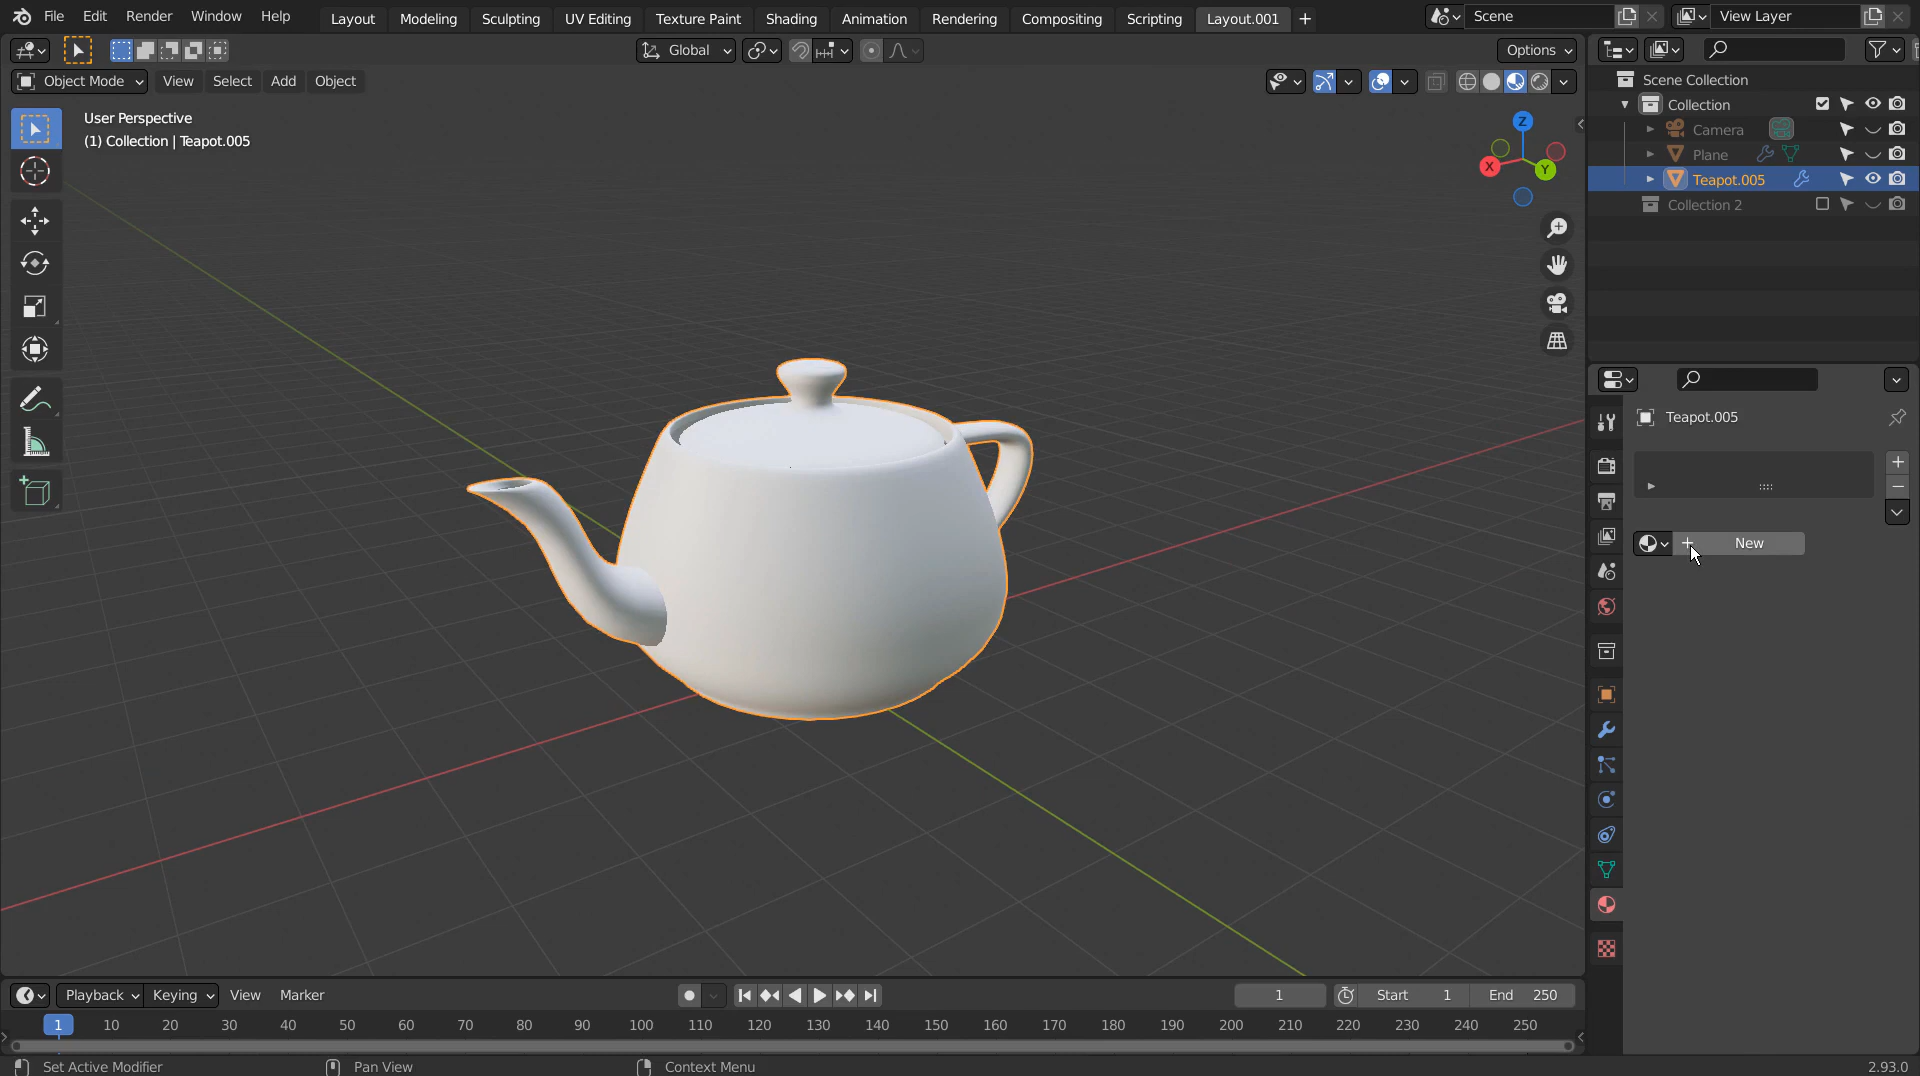 File Edit Render Window Help Layout Modeling Sculpting UV Editing Texture Paint Shading Animation Rendering Compositing Scripting Layout.001 + Scene View Layer
Global Options
Object Mode View Select Add Object
User Perspective
(1) Collection | Teapot.005
Z
X
Y
Scene Collection
Collection
Camera
Plane
Teapot.005
Collection 2
Teapot.005
New
Playback Keying View Marker 1 Start 1 End 250
1 10 20 30 40 50 60 70 80 90 100 110 120 130 140 150 160 170 180 190 200 210 220 230 240 250
Set Active Modifier Pan View Context Menu 2.93.0